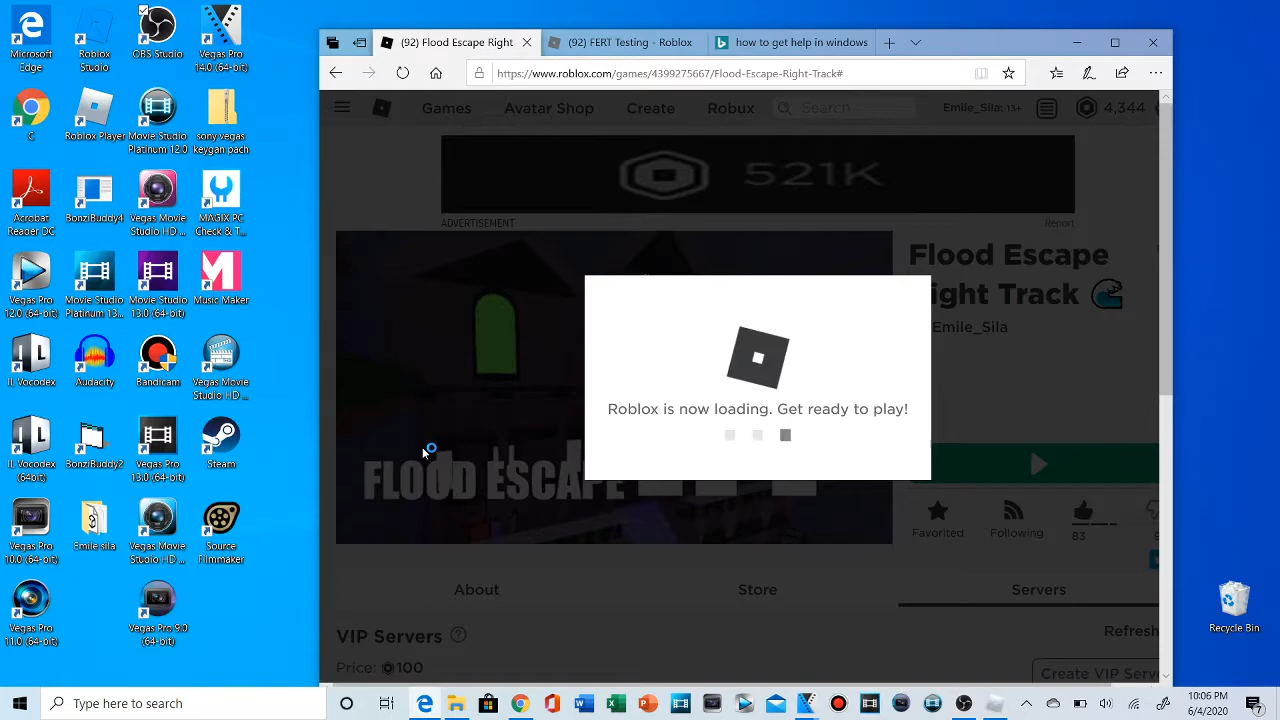 Microsoft Edge
Roblox Studio
OBS Studio
Vegas Pro 14.0 (64-bit)
C
Roblox Player
Movie Studio Platinum 12.0
sony vegas keygan pach
Acrobat Reader DC
BonziBuddy4
Vegas Movie Studio HD ...
MAGIX PC Check & T...
Vegas Pro 12.0 (64-bit)
Movie Studio Platinum 13...
Movie Studio 13.0 (64-bit)
Music Maker
IL Vocodex
Audacity
Bandicam
Vegas Movie Studio HD ...
IL Vocodex (64bit)
BonziBuddy2
Vegas Pro 13.0 (64-bit)
Steam
Vegas Pro 10.0 (64-bit)
Emile sila
Vegas Movie Studio HD ...
Source Filmmaker
Vegas Pro 11.0 (64-bit)
Vegas Pro 9.0 (64-bit)
Recycle Bin
(92) Flood Escape Right
(92) FERT Testing - Roblox
how to get help in windows
https://www.roblox.com/games/4399275667/Flood-Escape-Right-Track#
Games
Avatar Shop
Create
Robux
Search
Emile_Sila: 13+
4,344
521K
ADVERTISEMENT
Report
Flood Escape
ight Track
Emile_Sila
FLOOD ESCAPE
Roblox is now loading. Get ready to play!
Favorited
Following
83
About
Store
Servers
VIP Servers
Refresh
Price: 100
Create VIP Serve
Type here to search
10:06 PM
6/4/2020
7